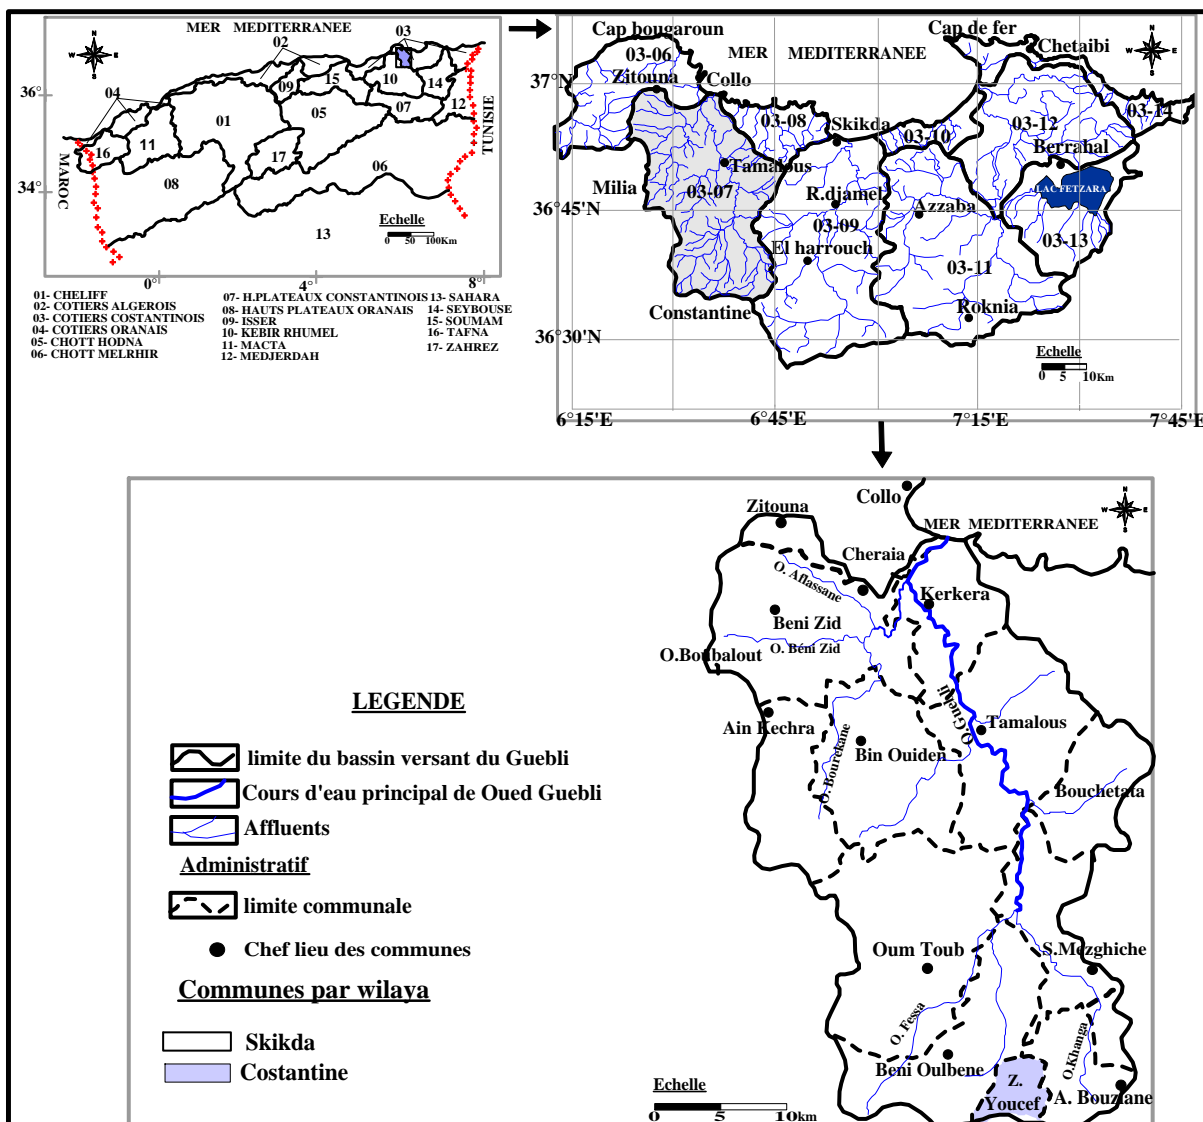 MER MEDITERRANEE
02
03
N
W
E
S
36°
34°
04
09
15
10
14
07
12
01
05
11
16
17
06
08
13
MAROC
TUNISIE
Echelle
0 50 100Km
0°
4°
8°
01- CHELIFF
02- COTIERS ALGEROIS
03- COTIERS COSTANTINOIS
04- COTIERS ORANAIS
05- CHOTT HODNA
06- CHOTT MELRHIR
07- H.PLATEAUX CONSTANTINOIS
08- HAUTS PLATEAUX ORANAIS
09- ISSER
10- KEBIR RHUMEL
11- MACTA
12- MEDJERDAH
13- SAHARA
14- SEYBOUSE
15- SOUMAM
16- TAFNA
17- ZAHREZ
Cap bougaroun
MER MEDITERRANEE
Cap de fer
Chetaibi
03-06
Zitouna
Collo
37°N
03-08
Skikda
03-10
03-12
03-14
Berrahal
Tamalous
Milia
03-07
R.djamel
LAC FETZARA
36°45'N
Azzaba
03-09
El harrouch
03-13
03-11
Constantine
Roknia
36°30'N
Echelle
0 5 10Km
6°15'E
6°45'E
7°15'E
7°45'E
Collo
Zitouna
MER MEDITERRANEE
N
W
E
S
Cheraia
O. Aflassane
Kerkera
Beni Zid
O. Béni Zid
O.Boubalout
O.Guebli
Ain Kechra
Tamalous
Bin Ouiden
O. Bourekane
Bouchetata
Oum Toub
S.Mezghiche
O. Fessa
O.Khanga
Beni Oulbene
Z.
Youcef
A. Bouziane
LEGENDE
limite du bassin versant du Guebli
Cours d'eau principal de Oued Guebli
Affluents
Administratif
limite communale
Chef lieu des communes
Communes par wilaya
Skikda
Costantine
Echelle
0 5 10km